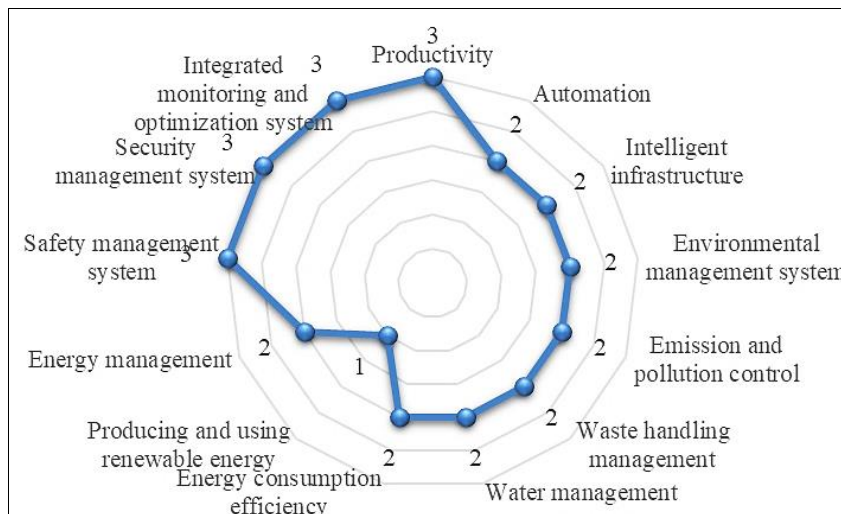 3
Productivity
Automation
2
Intelligent
infrastructure
2
Environmental
management system
2
Emission and
pollution control
2
Waste handling
management
2
Water management
2
Energy consumption
efficiency
2
Producing and using
renewable energy
1
Energy management
2
Safety management
system
3
Security
management system
3
Integrated
monitoring and
optimization system
3